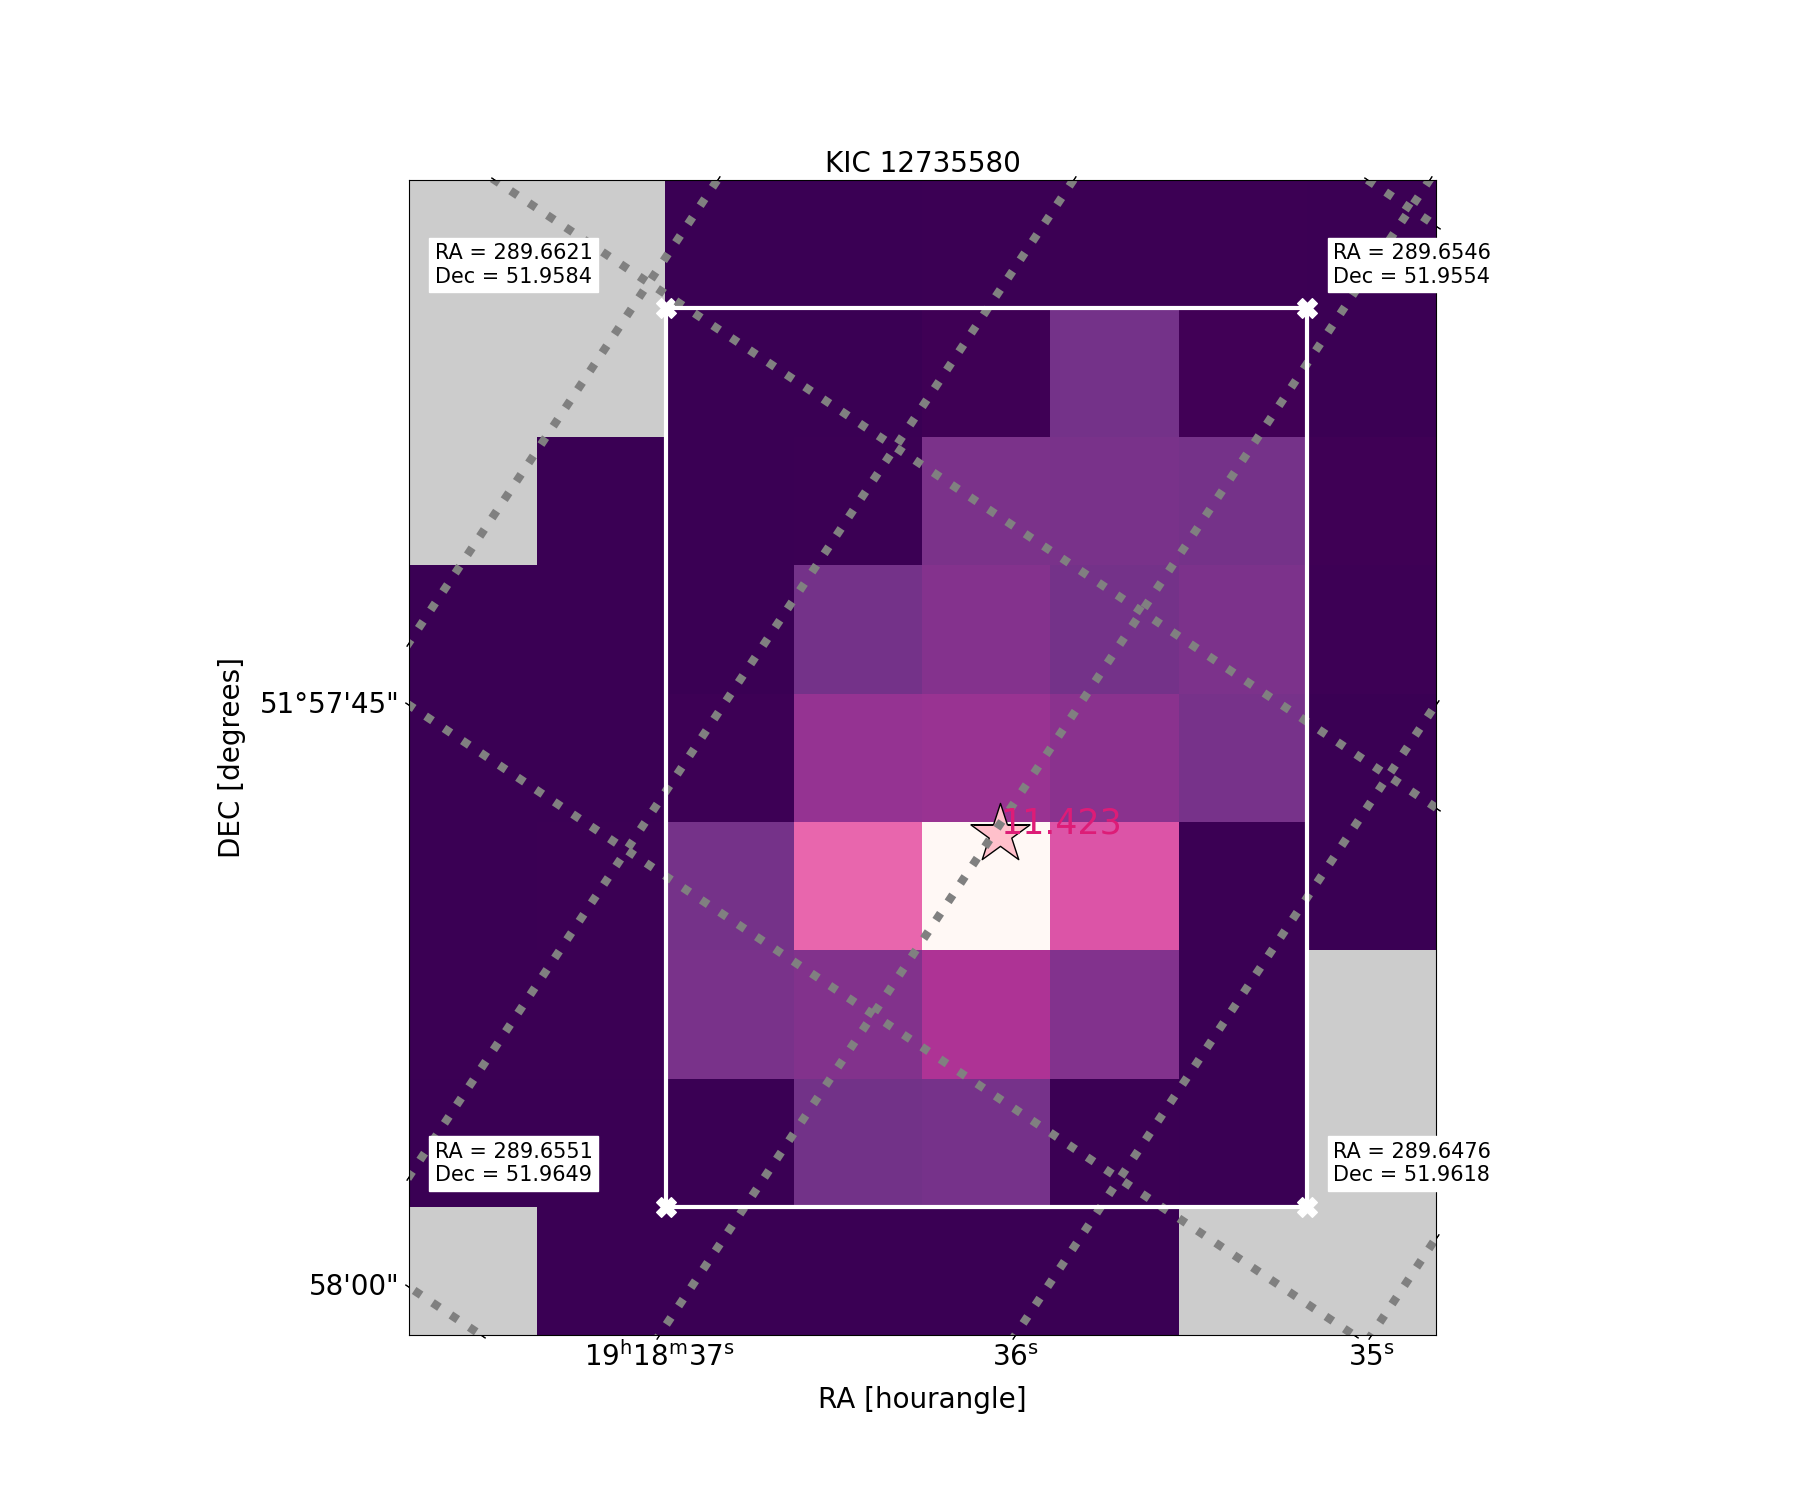 KIC 12735580
RA = 289.6621
Dec = 51.9584
RA = 289.6546
Dec = 51.9554
51°57'45"
DEC [degrees]
11.423
RA = 289.6551
Dec = 51.9649
RA = 289.6476
Dec = 51.9618
58'00"
19ʰ18ᵐ37ˢ
36ˢ
35ˢ
RA [hourangle]